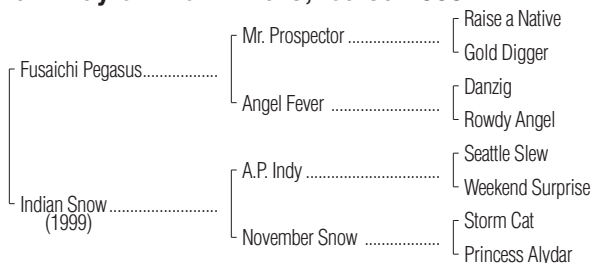 Raise a Native
Mr. Prospector ......................
Gold Digger
Fusaichi Pegasus..................
Danzig
Angel Fever ..........................
Rowdy Angel
Seattle Slew
A.P. Indy ................................
Weekend Surprise
Indian Snow..........................
(1999)
Storm Cat
November Snow ..................
Princess Alydar